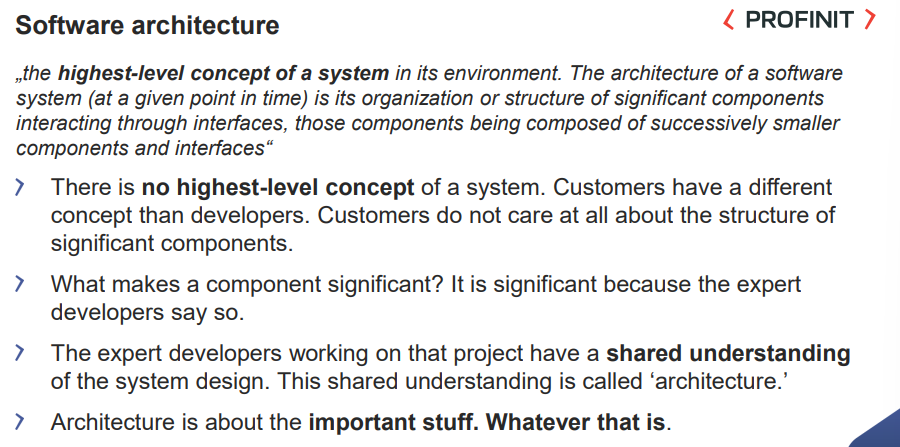 Software architecture
PROFINIT
„the highest-level concept of a system in its environment. The architecture of a software
system (at a given point in time) is its organization or structure of significant components
interacting through interfaces, those components being composed of successively smaller
components and interfaces“
There is no highest-level concept of a system. Customers have a different
concept than developers. Customers do not care at all about the structure of
significant components.
What makes a component significant? It is significant because the expert
developers say so.
The expert developers working on that project have a shared understanding
of the system design. This shared understanding is called ‘architecture.’
Architecture is about the important stuff. Whatever that is.